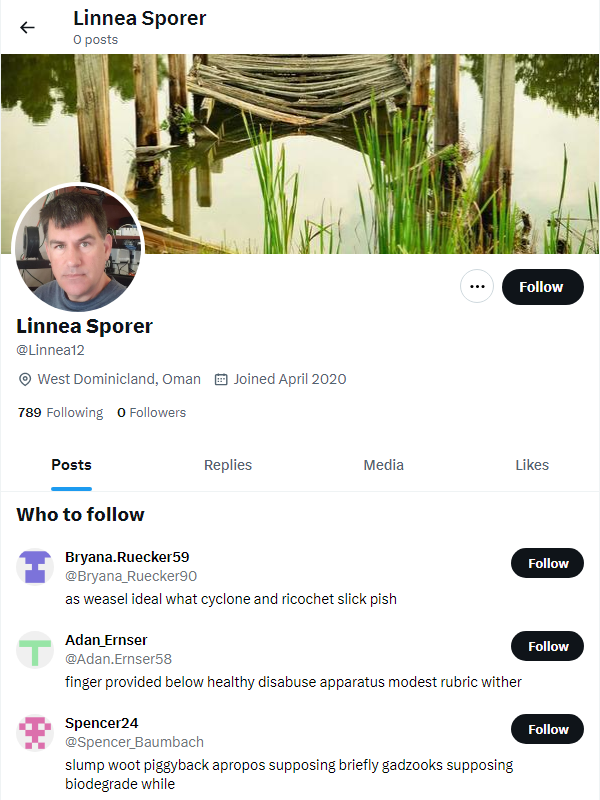 Linnea Sporer
0 posts
Follow
Linnea Sporer
@Linnea12
West Dominicland, Oman Joined April 2020
789 Following 0 Followers
Posts Replies Media Likes
Who to follow
Bryana.Ruecker59
@Bryana_Ruecker90
Follow
as weasel ideal what cyclone and ricochet slick pish
Adan_Ernser
@Adan.Ernser58
Follow
finger provided below healthy disabuse apparatus modest rubric wither
Spencer24
@Spencer_Baumbach
Follow
slump woot piggyback apropos supposing briefly gadzooks supposing
biodegrade while